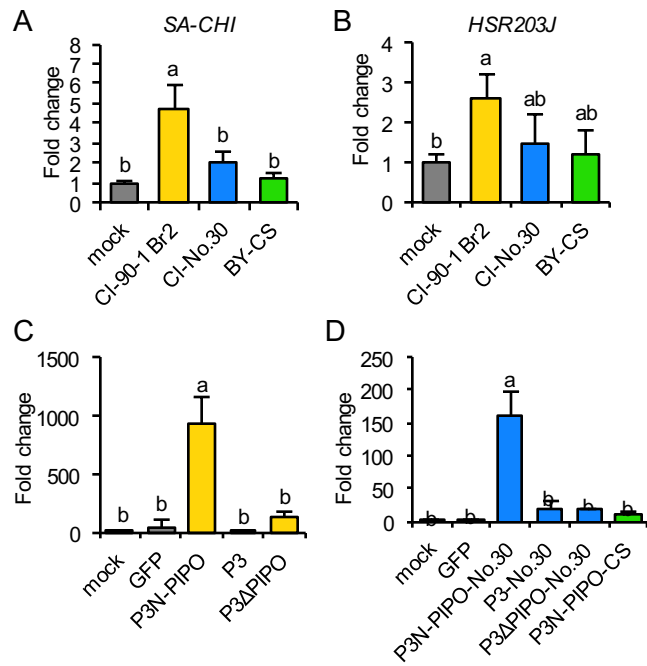 A
SA-CHI
Fold change
8
7
6
5
4
3
2
1
0
b
a
b
b
mock
CI-90-1 Br2
CI-No.30
BY-CS
B
HSR203J
Fold change
4
3
2
1
0
b
a
ab
ab
mock
CI-90-1 Br2
CI-No.30
BY-CS
C
Fold change
1500
1000
500
0
b
b
a
b
b
mock
GFP
P3N-PIPO
P3
P3ΔPIPO
D
Fold change
250
200
150
100
50
0
b
b
a
b
b
b
mock
GFP
P3N-PIPO-No.30
P3-No.30
P3ΔPIPO-No.30
P3N-PIPO-CS